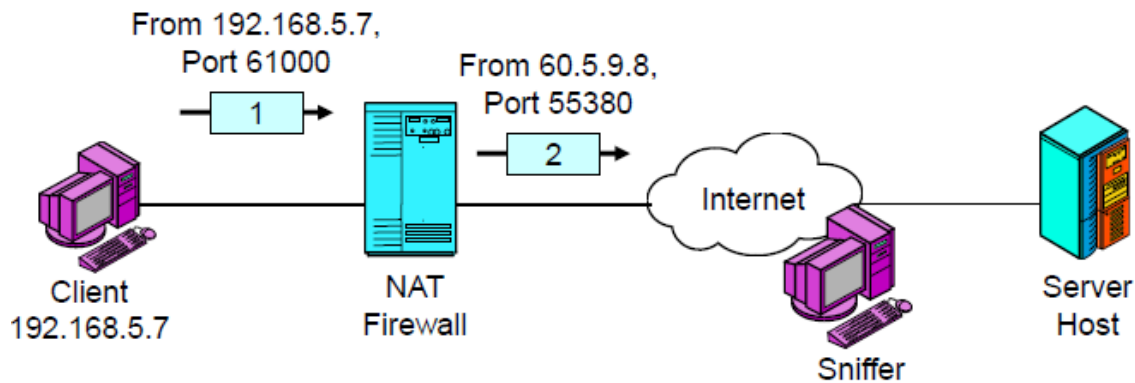 From 192.168.5.7,
Port 61000
From 60.5.9.8,
Port 55380
1
2
Internet
Client
192.168.5.7
NAT
Firewall
Sniffer
Server
Host